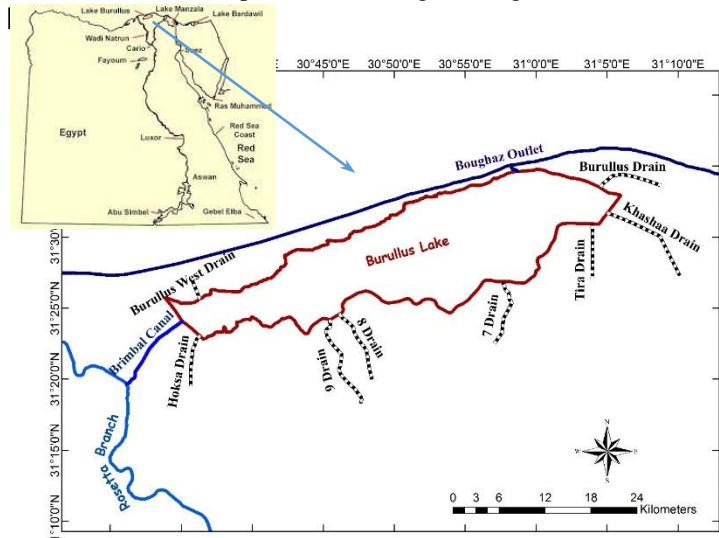 Lake Burullus
Lake Manzala
Lake Bardawil
Wadi Natrun
Cario
Suez
Fayoum
Ras Muhammed
Egypt
Luxor
Red Sea
Coast
Red
Sea
Aswan
Abu Simbel
Gebel Elba
30°45'0"E
30°50'0"E
30°55'0"E
31°0'0"E
31°5'0"E
31°10'0"E
31°30'
31°25'0"N
31°20'0"N
31°15'0"N
31°10'0"N
Boughaz Outlet
Burullus Drain
Khashaa Drain
Burullus Lake
Tira Drain
Burullus West Drain
7 Drain
8 Drain
9 Drain
Brimbal Canal
Hoksa Drain
Rosetta Branch
N
W
E
S
0 3 6 12 18 24
Kilometers